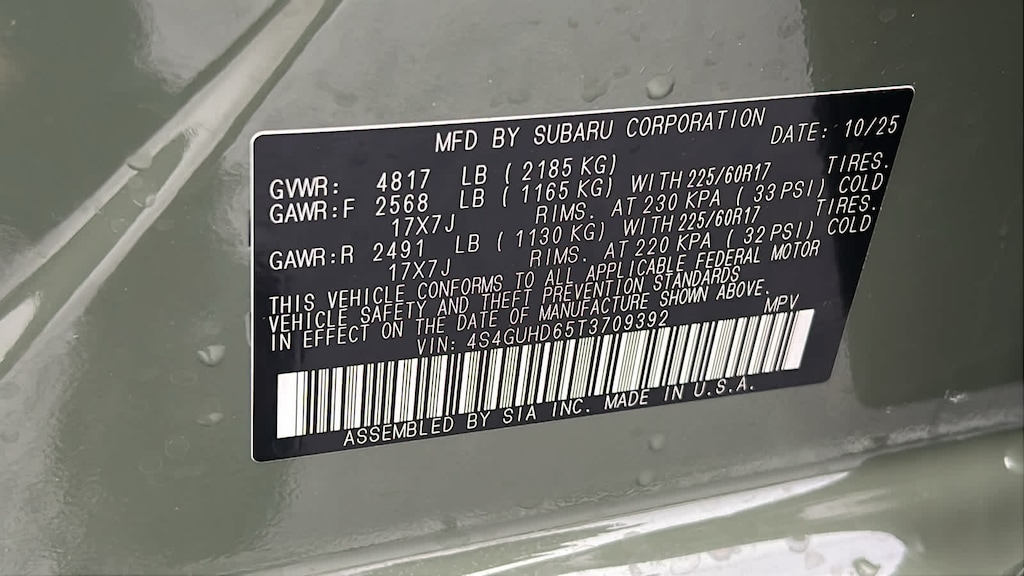 MFD BY SUBARU CORPORATION DATE: 10/25
GVWR: 4817 LB ( 2185 KG)
GAWR:F 2568 LB ( 1165 KG) WITH 225/60R17 TIRES.
17X7J RIMS. AT 230 KPA ( 33 PSI) COLD
GAWR:R 2491 LB ( 1130 KG) WITH 225/60R17 TIRES.
17X7J RIMS. AT 220 KPA ( 32 PSI) COLD
THIS VEHICLE CONFORMS TO ALL APPLICABLE FEDERAL MOTOR
VEHICLE SAFETY AND THEFT PREVENTION STANDARDS
IN EFFECT ON THE DATE OF MANUFACTURE SHOWN ABOVE.
VIN: 4S4GUHD65T3709392 MPV
ASSEMBLED BY SIA INC. MADE IN U.S.A.